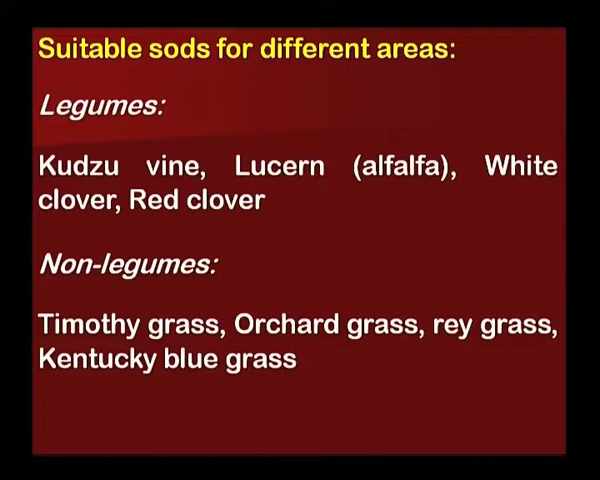 Suitable sods for different areas:
Legumes:
Kudzu vine, Lucern (alfalfa), White
clover, Red clover
Non-legumes:
Timothy grass, Orchard grass, rey grass,
Kentucky blue grass